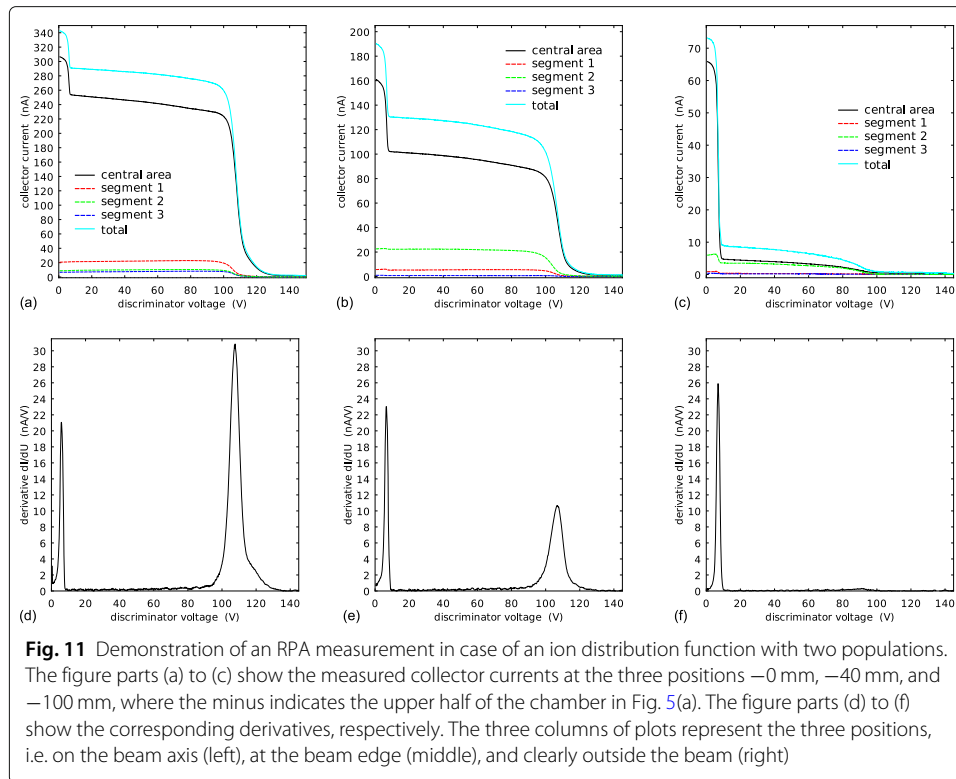 340
320
300
280
260
240
220
200
180
160
140
120
100
80
60
40
20
0
collector current (nA)
central area
segment 1
segment 2
segment 3
total
0 20 40 60 80 100 120 140
(a) discriminator voltage (V)
200
180
160
140
120
100
80
60
40
20
0
collector current (nA)
central area
segment 1
segment 2
segment 3
total
0 20 40 60 80 100 120 140
(b) discriminator voltage (V)
70
60
50
40
30
20
10
0
collector current (nA)
central area
segment 1
segment 2
segment 3
total
0 20 40 60 80 100 120 140
(c) discriminator voltage (V)
30
28
26
24
22
20
18
16
14
12
10
8
6
4
2
0
derivative dI/dU (nA/V)
0 20 40 60 80 100 120 140
(d) discriminator voltage (V)
30
28
26
24
22
20
18
16
14
12
10
8
6
4
2
0
derivative dI/dU (nA/V)
0 20 40 60 80 100 120 140
(e) discriminator voltage (V)
30
28
26
24
22
20
18
16
14
12
10
8
6
4
2
0
derivative dI/dU (nA/V)
0 20 40 60 80 100 120 140
(f) discriminator voltage (V)
Fig. 11 Demonstration of an RPA measurement in case of an ion distribution function with two populations.
The figure parts (a) to (c) show the measured collector currents at the three positions −0 mm, −40 mm, and
−100 mm, where the minus indicates the upper half of the chamber in Fig. 5(a). The figure parts (d) to (f)
show the corresponding derivatives, respectively. The three columns of plots represent the three positions,
i.e. on the beam axis (left), at the beam edge (middle), and clearly outside the beam (right)